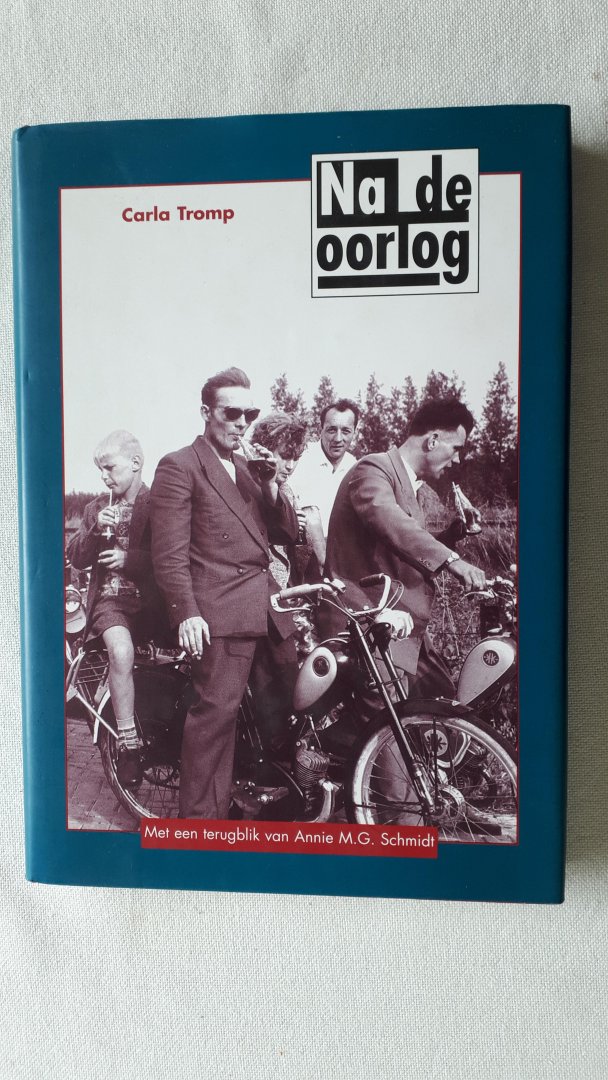 Carla Tromp
Na de
oorlog
Met een terugblik van Annie M.G. Schmidt